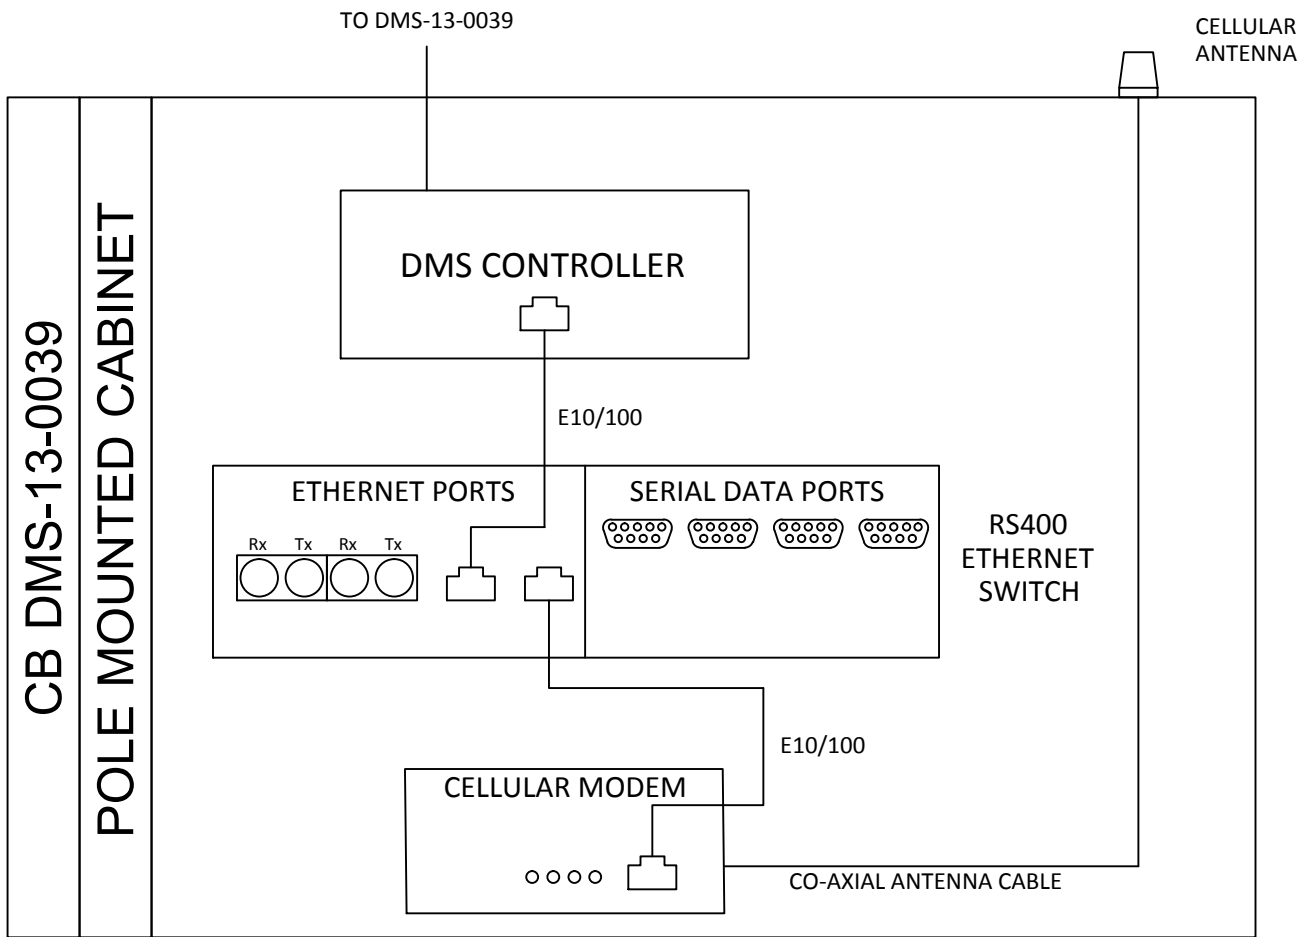 TO DMS-13-0039
CELLULAR
ANTENNA
CB DMS-13-0039
POLE MOUNTED CABINET
DMS CONTROLLER
E10/100
ETHERNET PORTS
SERIAL DATA PORTS
Rx Tx Rx Tx
RS400
ETHERNET
SWITCH
E10/100
CELLULAR MODEM
CO-AXIAL ANTENNA CABLE